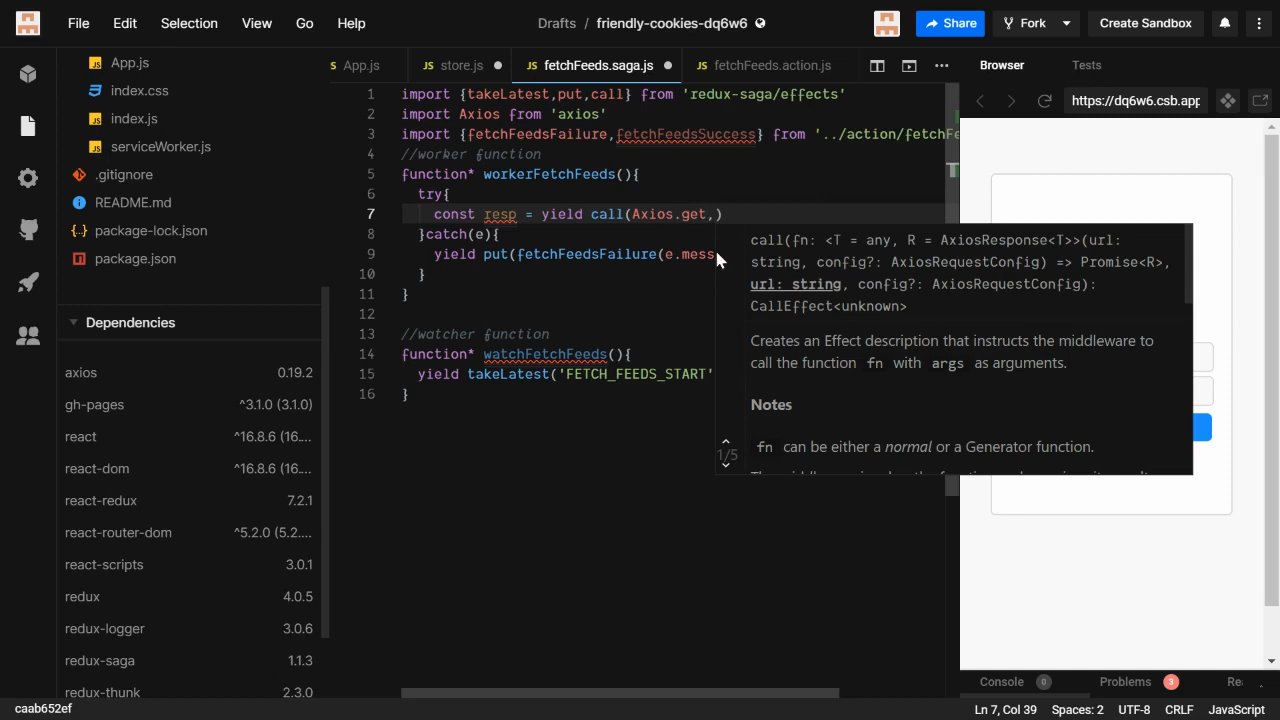 File Edit Selection View Go Help
Drafts / friendly-cookies-dq6w6
Share
Fork
Create Sandbox
App.js
index.css
index.js
serviceWorker.js
.gitignore
README.md
package-lock.json
package.json
Dependencies
axios 0.19.2
gh-pages ^3.1.0 (3.1.0)
react ^16.8.6 (16....
react-dom ^16.8.6 (16....
react-redux 7.2.1
react-router-dom ^5.2.0 (5.2....
react-scripts 3.0.1
redux 4.0.5
redux-logger 3.0.6
redux-saga 1.1.3
redux-thunk 2.3.0
caab652ef
JS App.js JS store.js JS fetchFeeds.saga.js JS fetchFeeds.action.js
1 import {takeLatest,put,call} from 'redux-saga/effects'
2 import Axios from 'axios'
3 import {fetchFeedsFailure,fetchFeedsSuccess} from '../action/fetchFe
4 //worker function
5 function* workerFetchFeeds(){
6 try{
7 const resp = yield call(Axios.get,)
8 }catch(e){
9 yield put(fetchFeedsFailure(e.mess
10 }
11 }
12
13 //watcher function
14 function* watchFetchFeeds(){
15 yield takeLatest('FETCH_FEEDS_START'
16 }
call(fn: <T = any, R = AxiosResponse<T>>(url:
string, config?: AxiosRequestConfig) => Promise<R>,
url: string, config?: AxiosRequestConfig):
CallEffect<unknown>
Creates an Effect description that instructs the middleware to
call the function fn with args as arguments.
Notes
fn can be either a normal or a Generator function.
1/5
Browser Tests
https://dq6w6.csb.app
Console 0 Problems 3
Ln 7, Col 39 Spaces: 2 UTF-8 CRLF JavaScript